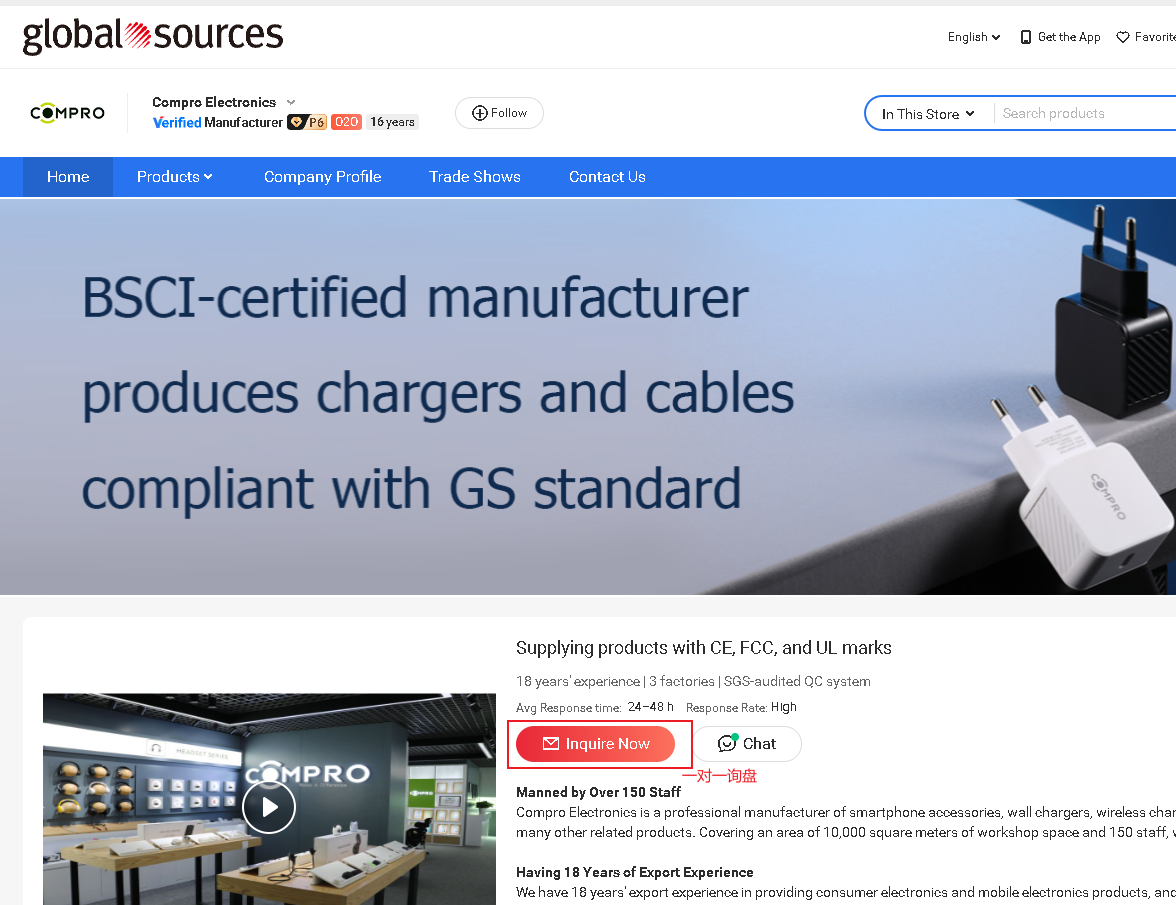 global sources
English
Get the App
Favorite
COMPRO
Compro Electronics
Verified Manufacturer P6 O2O 16 years
Follow
In This Store
Search products
Home
Products
Company Profile
Trade Shows
Contact Us
BSCI-certified manufacturer
produces chargers and cables
compliant with GS standard
COMPRO
Supplying products with CE, FCC, and UL marks
18 years' experience | 3 factories | SGS-audited QC system
Avg Response time: 24–48 h Response Rate: High
Inquire Now
Chat
一对一询盘
HEADSET SERIES
COMPRO
Manned by Over 150 Staff
Compro Electronics is a professional manufacturer of smartphone accessories, wall chargers, wireless char
many other related products. Covering an area of 10,000 square meters of workshop space and 150 staff,
Having 18 Years of Export Experience
We have 18 years' export experience in providing consumer electronics and mobile electronics products, and